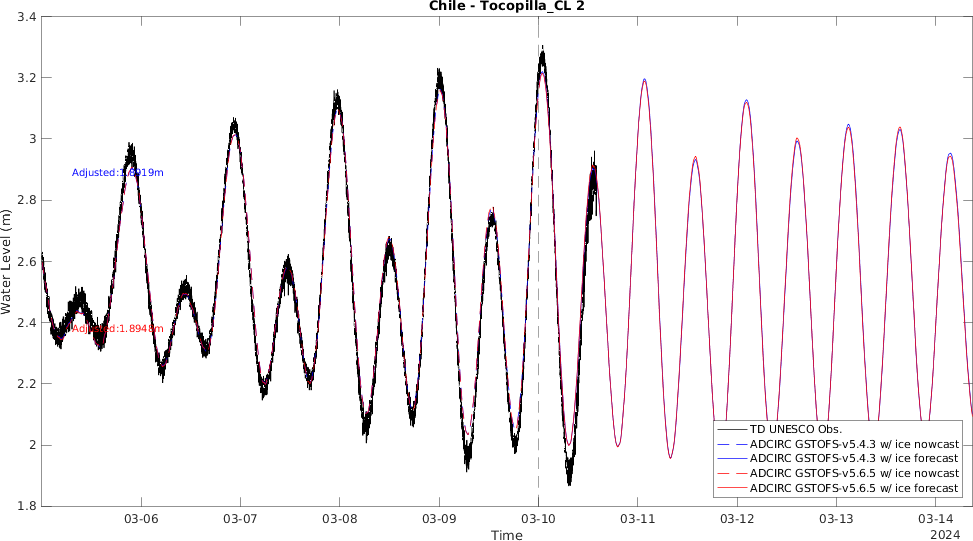 Chile - Tocopilla_CL 2
3.4
3.2
3
2.8
2.6
2.4
2.2
2
1.8
Water Level (m)
Adjusted:1.8919m
Adjusted:1.8948m
TD UNESCO Obs.
ADCIRC GSTOFS-v5.4.3 w/ ice nowcast
ADCIRC GSTOFS-v5.4.3 w/ ice forecast
ADCIRC GSTOFS-v5.6.5 w/ ice nowcast
ADCIRC GSTOFS-v5.6.5 w/ ice forecast
03-06 03-07 03-08 03-09 03-10 03-11 03-12 03-13 03-14
Time
2024